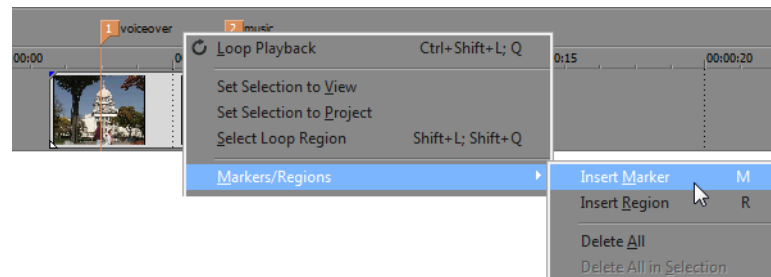 1 voiceover 2 music
00:00 0:15 00:00:20
Loop Playback Ctrl+Shift+L; Q
Set Selection to View
Set Selection to Project
Select Loop Region Shift+L; Shift+Q
Markers/Regions
Insert Marker M
Insert Region R
Delete All
Delete All in Selection